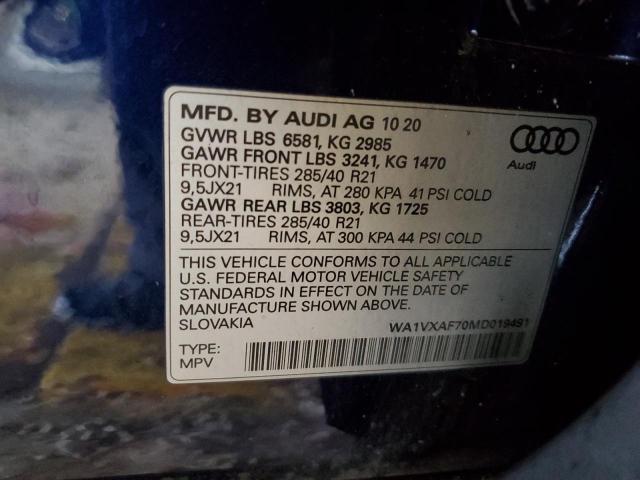 MFD. BY AUDI AG 10 20
GVWR LBS 6581, KG 2985
GAWR FRONT LBS 3241, KG 1470
FRONT-TIRES 285/40 R21
9,5JX21 RIMS, AT 280 KPA 41 PSI COLD
GAWR REAR LBS 3803, KG 1725
REAR-TIRES 285/40 R21
9,5JX21 RIMS, AT 300 KPA 44 PSI COLD
Audi
THIS VEHICLE CONFORMS TO ALL APPLICABLE
U.S. FEDERAL MOTOR VEHICLE SAFETY
STANDARDS IN EFFECT ON THE DATE OF
MANUFACTURE SHOWN ABOVE.
SLOVAKIA
WA1VXAF70MD019491
TYPE:
MPV